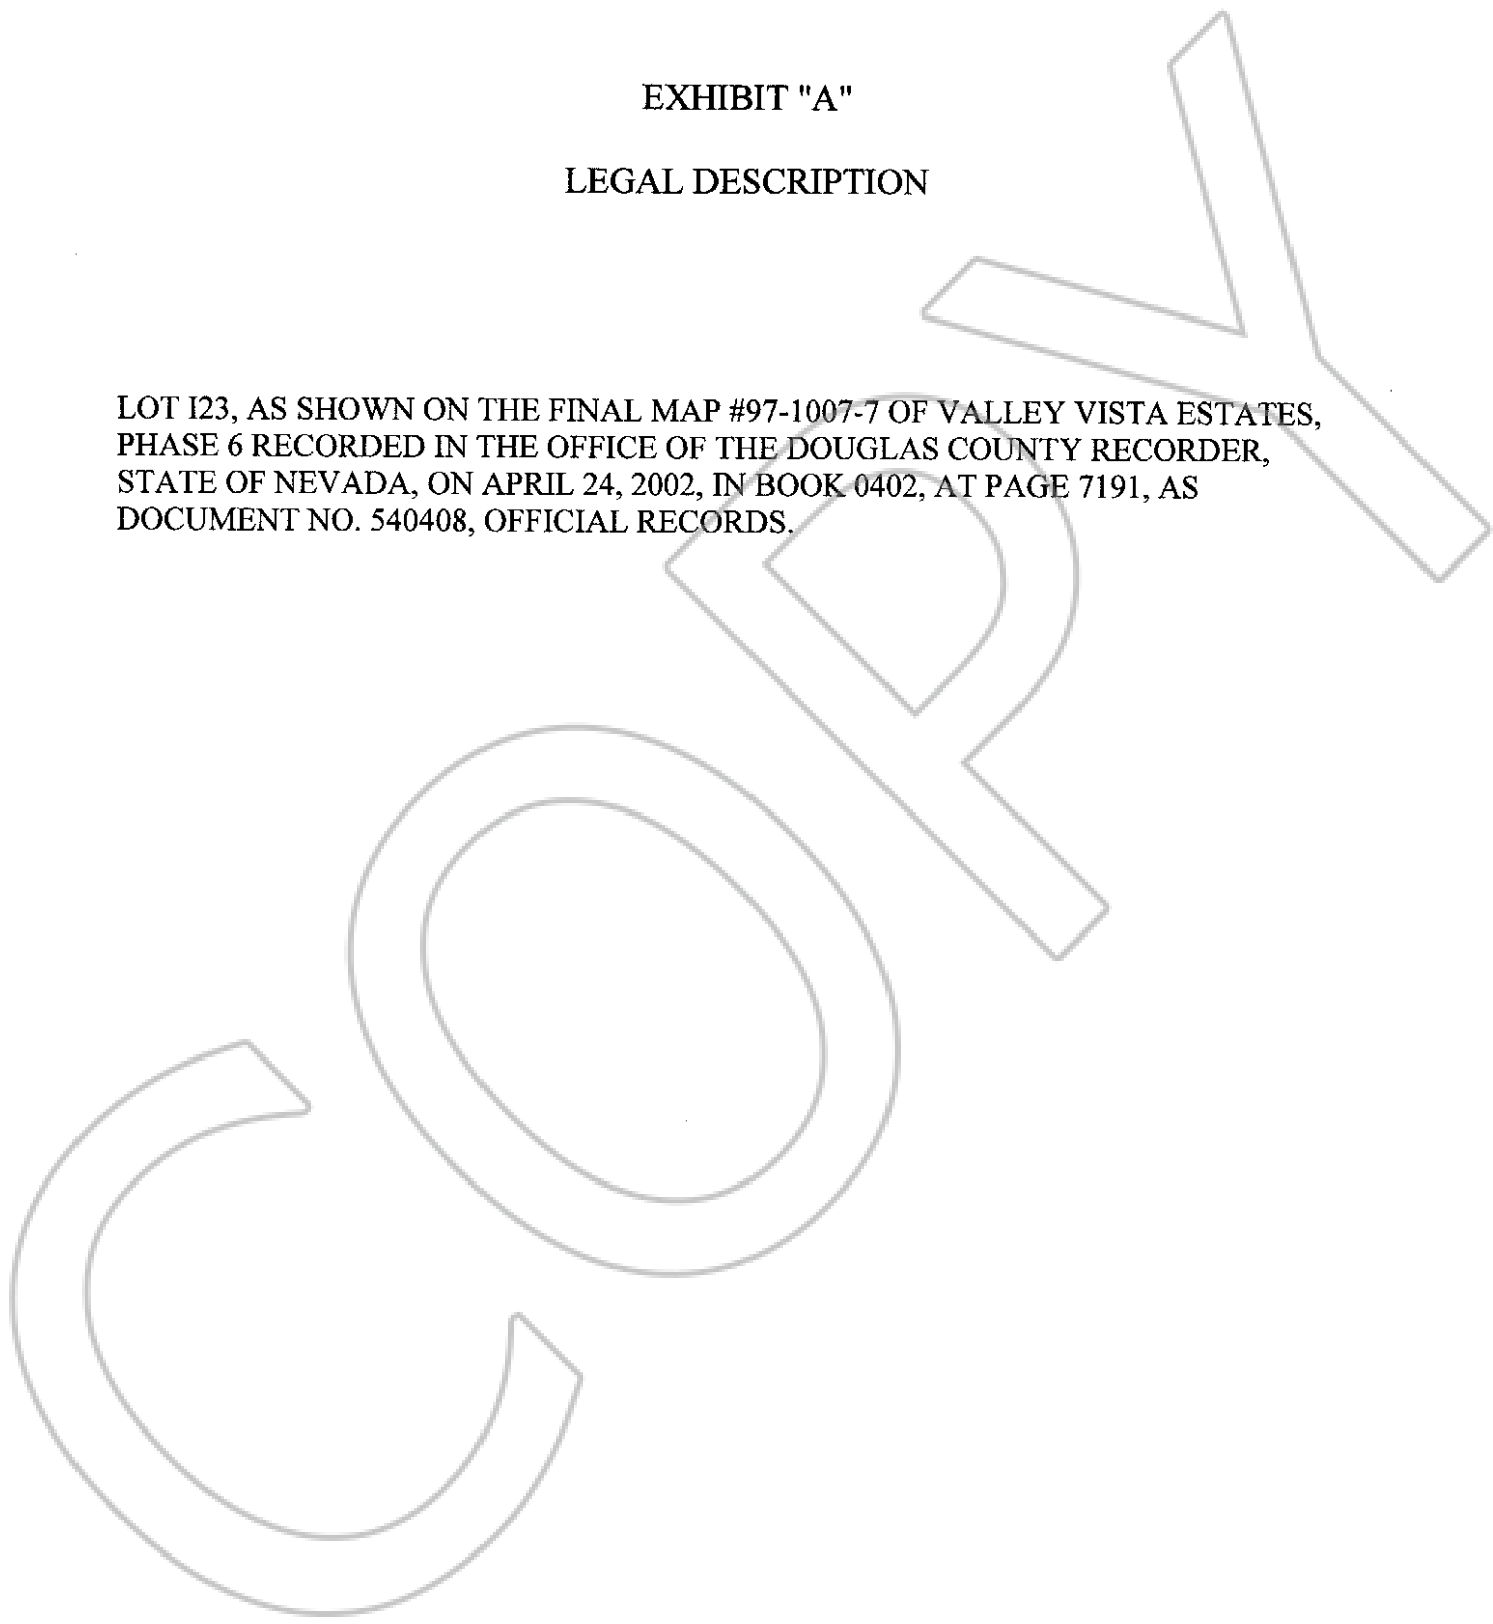 EXHIBIT "A"
LEGAL DESCRIPTION
LOT I23, AS SHOWN ON THE FINAL MAP #97-1007-7 OF VALLEY VISTA ESTATES,
PHASE 6 RECORDED IN THE OFFICE OF THE DOUGLAS COUNTY RECORDER,
STATE OF NEVADA, ON APRIL 24, 2002, IN BOOK 0402, AT PAGE 7191, AS
DOCUMENT NO. 540408, OFFICIAL RECORDS.
COPY